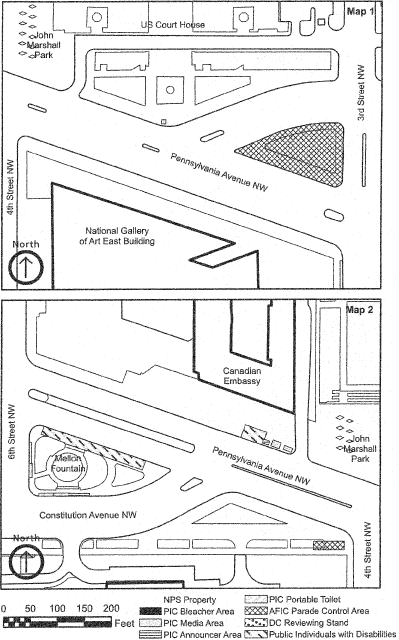 Map 1
US Court House
John
Marshall
Park
3rd Street NW
Pennsylvania Avenue NW
4th Street NW
National Gallery
of Art East Building
North
Map 2
Canadian
Embassy
6th Street NW
Mellon
Fountain
Pennsylvania Avenue NW
John
Marshall
Park
Constitution Avenue NW
4th Street NW
North
0 50 100 150 200
Feet
NPS Property
PIC Bleacher Area
PIC Media Area
PIC Announcer Area
PIC Portable Toilet
AFIC Parade Control Area
DC Reviewing Stand
Public Individuals with Disabilities